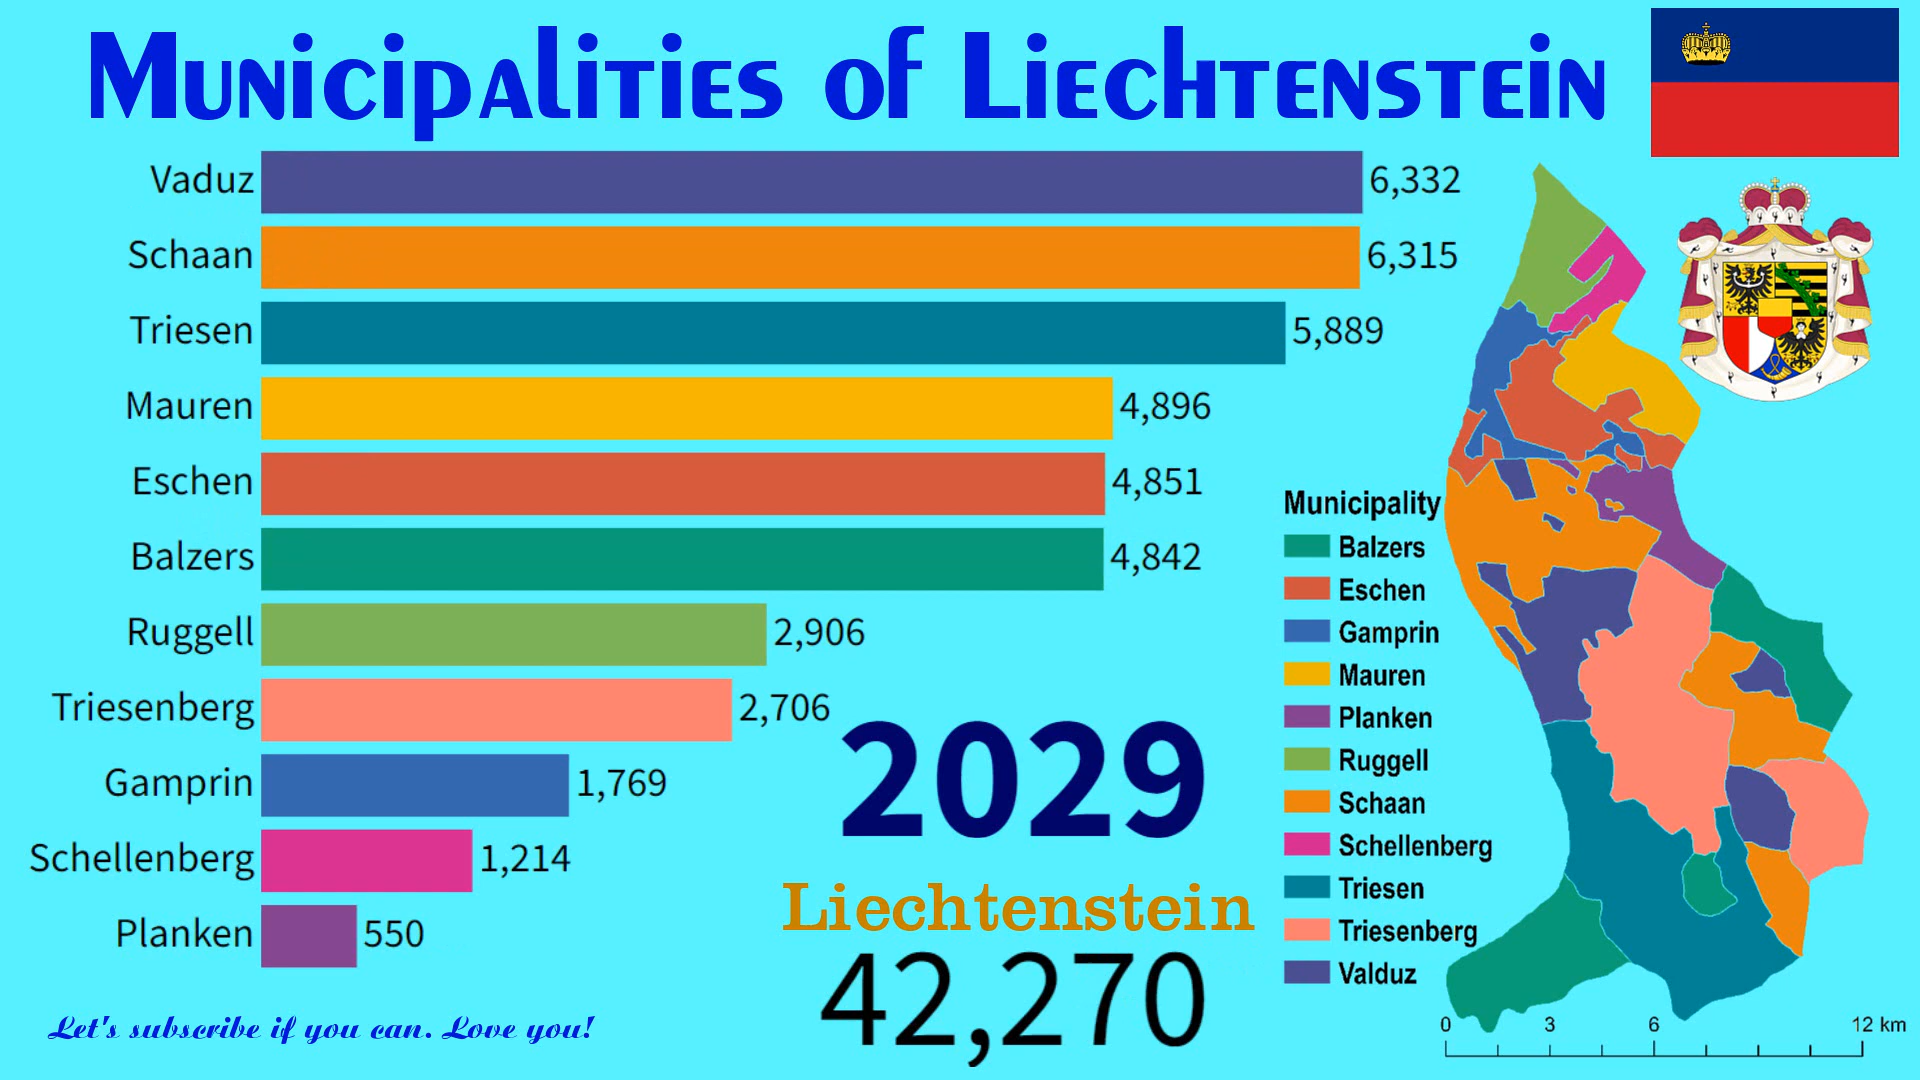 Municipalities of Liechtenstein
Vaduz 6,332
Schaan 6,315
Triesen 5,889
Mauren 4,896
Eschen 4,851
Balzers 4,842
Ruggell 2,906
Triesenberg 2,706
Gamprin 1,769
Schellenberg 1,214
Planken 550
2029
Liechtenstein
42,270
Let's subscribe if you can. Love you!
Municipality
Balzers
Eschen
Gamprin
Mauren
Planken
Ruggell
Schaan
Schellenberg
Triesen
Triesenberg
Valduz
0 3 6 12 km